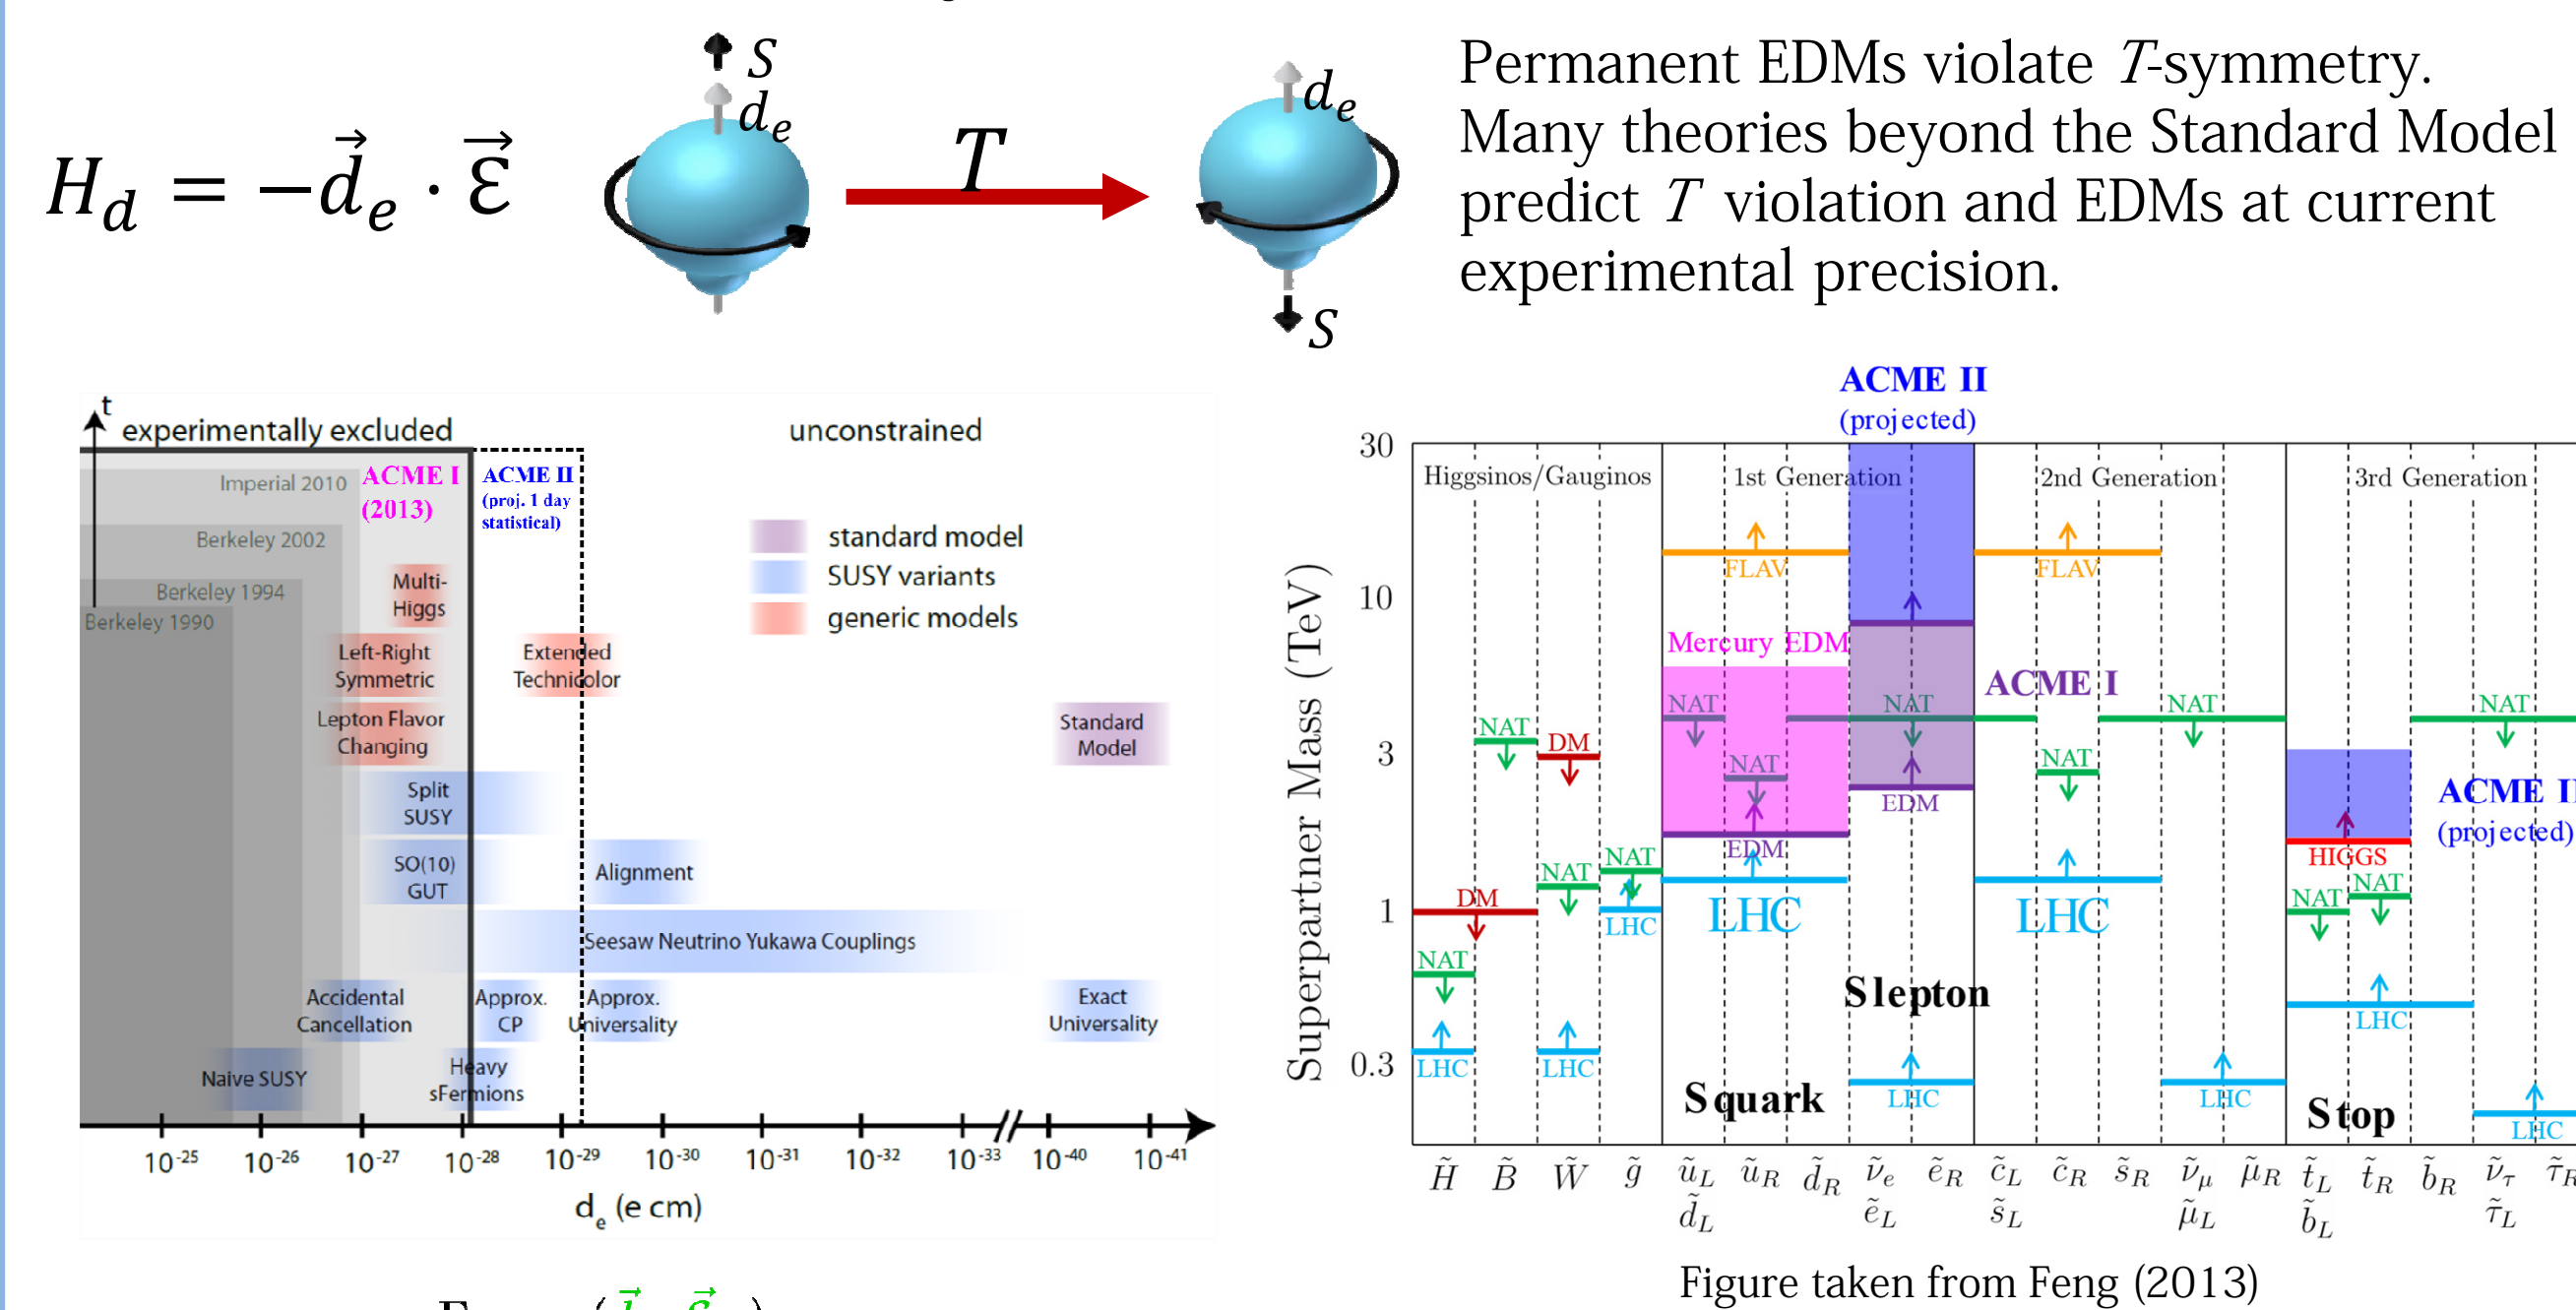 H_d = −d⃗_e · ℇ⃗
S
d_e
T
d_e
S
Permanent EDMs violate T-symmetry.
Many theories beyond the Standard Model
predict T violation and EDMs at current
experimental precision.
t
experimentally excluded
unconstrained
Imperial 2010
ACME I
(2013)
ACME II
(proj. 1 day
statistical)
Berkeley 2002
Berkeley 1994
Berkeley 1990
standard model
SUSY variants
generic models
Multi-
Higgs
Left-Right
Symmetric
Extended
Technicolor
Lepton Flavor
Changing
Standard
Model
Split
SUSY
SO(10)
GUT
Alignment
Seesaw Neutrino Yukawa Couplings
Accidental
Cancellation
Approx.
CP
Approx.
Universality
Exact
Universality
Naive SUSY
Heavy
sFermions
10^-25 10^-26 10^-27 10^-28 10^-29 10^-30 10^-31 10^-32 10^-33 10^-40 10^-41
d_e (e cm)
ACME II
(projected)
Superpartner Mass (TeV)
30
10
3
1
0.3
Higgsinos/Gauginos
1st Generation
2nd Generation
3rd Generation
FLAV
FLAV
Mercury EDM
ACME I
NAT
NAT
NAT
NAT
NAT
DM
NAT
NAT
EDM
ACME II
(projected)
EDM
HIGGS
NAT
NAT
DM
LHC
LHC
LHC
NAT
NAT
NAT
Slepton
LHC
LHC
LHC
Squark
LHC
LHC
Stop
LHC
H̃ B̃ W̃ g̃ ũ_L ũ_R d̃_R ν̃_e ẽ_R c̃_L c̃_R s̃_R ν̃_μ μ̃_R t̃_L t̃_R b̃_R ν̃_τ τ̃_R
d̃_L ẽ_L s̃_L μ̃_L b̃_L τ̃_L
Figure taken from Feng (2013)